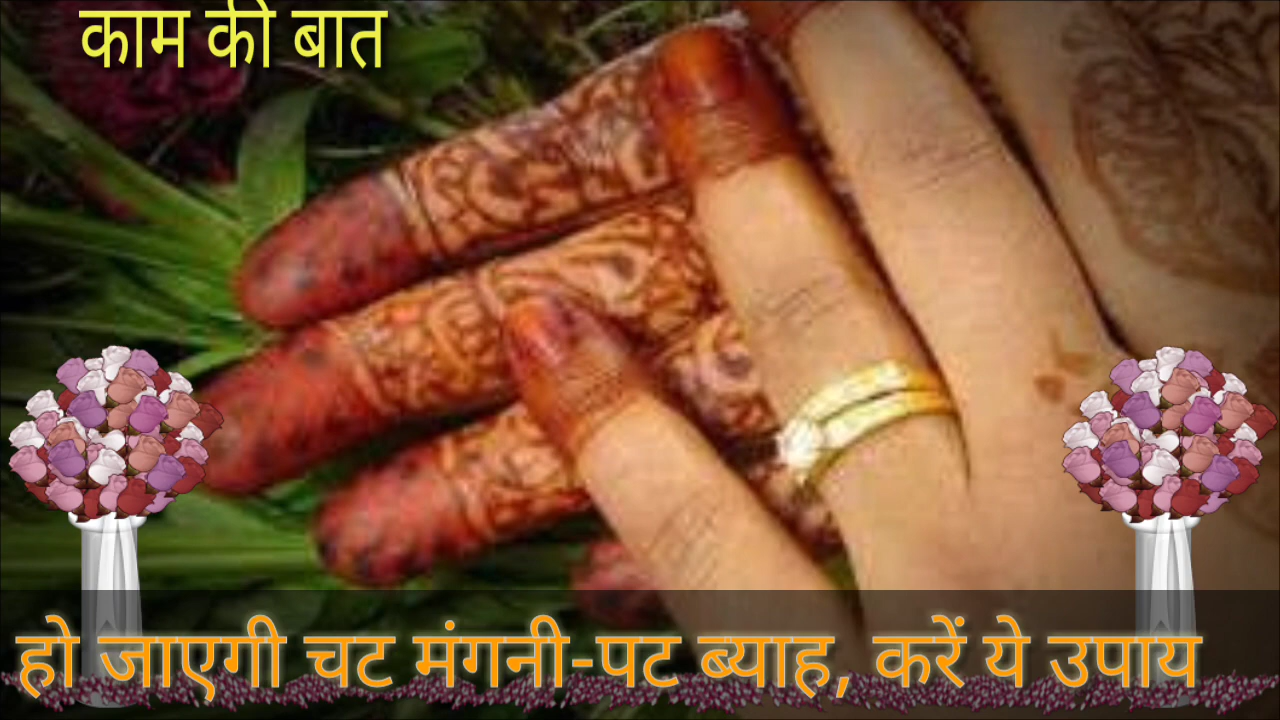 काम की बात
हो जाएगी चट मंगनी-पट ब्याह, करें ये उपाय